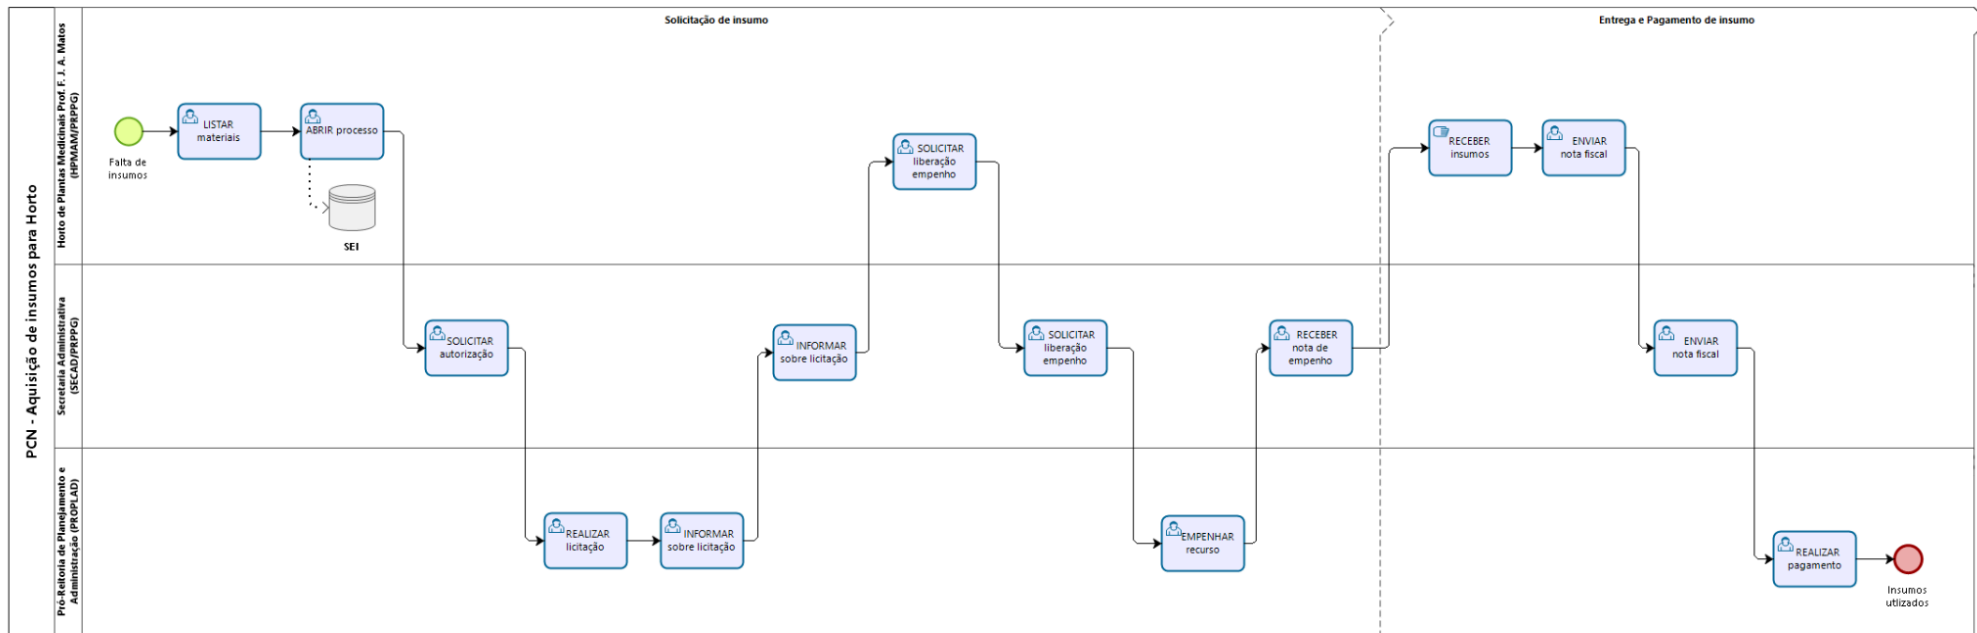 PCN - Aquisição de insumos para Horto
Solicitação de insumo
Entrega e Pagamento de insumo
Horto de Plantas Medicinais Prof. F. J. A. Matos
(HPMAM/PRPPG)
Falta de
insumos
LISTAR
materiais
ABRIR processo
SEI
SOLICITAR
liberação
empenho
RECEBER
insumos
ENVIAR
nota fiscal
Secretaria Administrativa
(SECAD/PRPPG)
SOLICITAR
autorização
INFORMAR
sobre licitação
SOLICITAR
liberação
empenho
RECEBER
nota de
empenho
ENVIAR
nota fiscal
Pró-Reitoria de Planejamento e
Administração (PROPLAD)
REALIZAR
licitação
INFORMAR
sobre licitação
EMPENHAR
recurso
REALIZAR
pagamento
Insumos
utlizados